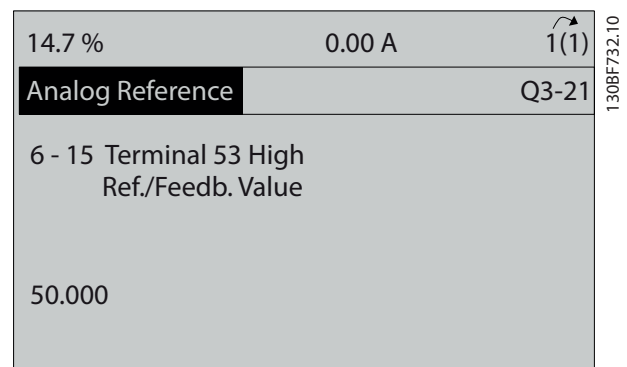 14.7 % 0.00 A 1(1)
Analog Reference Q3-21
6 - 15 Terminal 53 High
Ref./Feedb. Value
50.000
130BF732.10